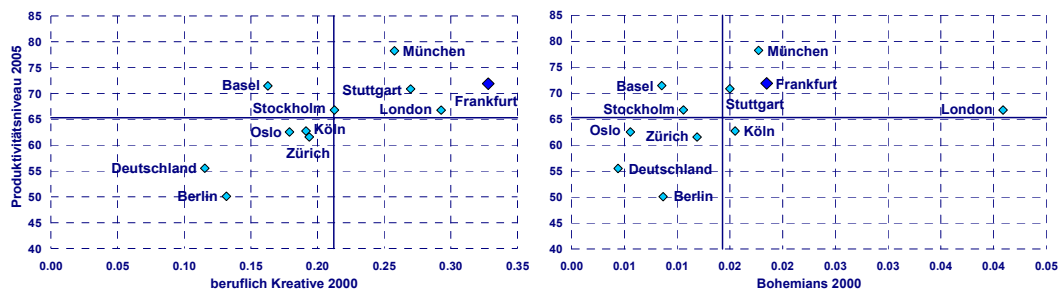 Produktivitätsniveau 2005
85
80
75
70
65
60
55
50
45
40
München
Basel
Stuttgart
Frankfurt
Stockholm
London
Oslo
Köln
Zürich
Deutschland
Berlin
0.00 0.05 0.10 0.15 0.20 0.25 0.30 0.35
beruflich Kreative 2000
85
80
75
70
65
60
55
50
45
40
München
Basel
Frankfurt
Stuttgart
Stockholm
London
Oslo
Zürich
Köln
Deutschland
Berlin
0.00 0.01 0.01 0.02 0.02 0.03 0.03 0.04 0.04 0.05
Bohemians 2000